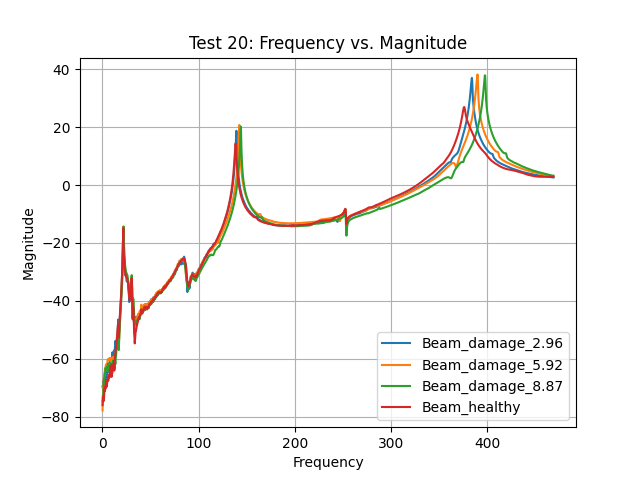 Test 20: Frequency vs. Magnitude
40
20
0
−20
−40
−60
−80
Magnitude
0
100
200
300
400
Frequency
Beam_damage_2.96
Beam_damage_5.92
Beam_damage_8.87
Beam_healthy